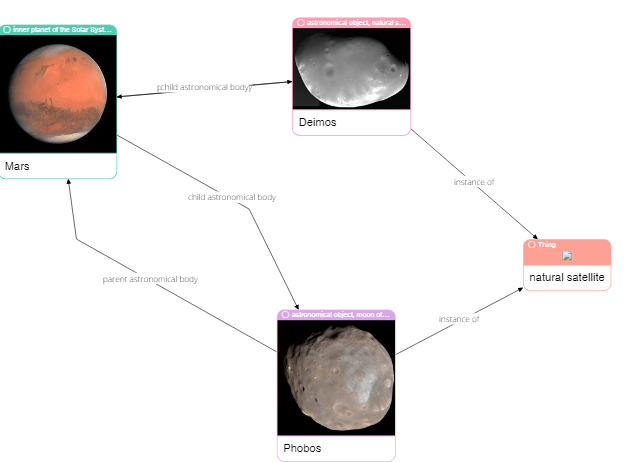 inner planet of the Solar Syst...
Mars
astronomical object, natural s...
Deimos
child astronomical body
child astronomical body
instance of
Thing
natural satellite
parent astronomical body
instance of
astronomical object, moon of...
Phobos